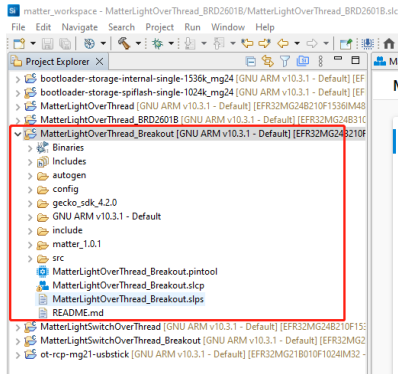 matter_workspace - MatterLightOverThread_BRD2601B/MatterLightOverThread_BRD2601B.slc
File Edit Navigate Search Project Run Window Help
Project Explorer
M
bootloader-storage-internal-single-1536k_mg24 [GNU ARM v10.3.1 - Default] [EF
bootloader-storage-spiflash-single-1024k_mg24 [GNU ARM v10.3.1 - Default] [EF
MatterLightOverThread [GNU ARM v10.3.1 - Default] [EFR32MG24B210F1536IM48
MatterLightOverThread_BRD2601B [GNU ARM v10.3.1 - Default] [EFR32MG24B310
MatterLightOverThread_Breakout [GNU ARM v10.3.1 - Default] [EFR32MG24B210F
Binaries
Includes
autogen
config
gecko_sdk_4.2.0
GNU ARM v10.3.1 - Default
include
matter_1.0.1
src
MatterLightOverThread_Breakout.pintool
MatterLightOverThread_Breakout.slcp
MatterLightOverThread_Breakout.slps
README.md
MatterLightSwitchOverThread [GNU ARM v10.3.1 - Default] [EFR32MG24B210F153
MatterLightSwitchOverThread_Breakout [GNU ARM v10.3.1 - Default] [EFR32MG2
ot-rcp-mg21-usbstick [GNU ARM v10.3.1 - Default] [EFR32MG21B010F1024IM32 -